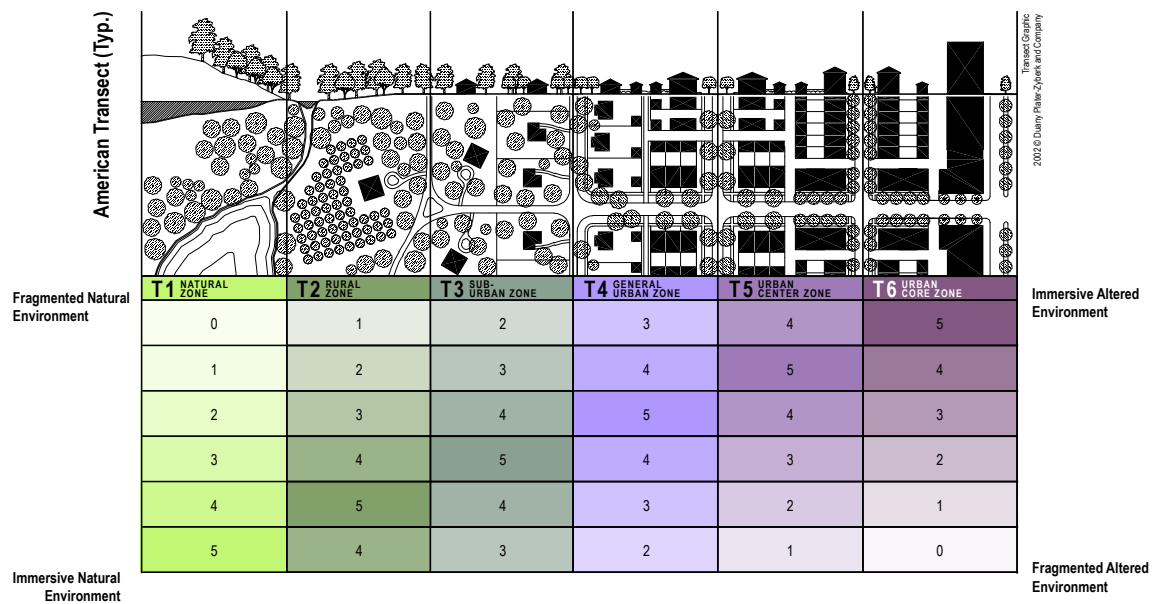 American Transect (Typ.)
Transect Graphic
2002 © Duany Plater-Zyberk and Company
Fragmented Natural
Environment
T1 NATURAL
ZONE
T2 RURAL
ZONE
T3 SUB-
URBAN ZONE
T4 GENERAL
URBAN ZONE
T5 URBAN
CENTER ZONE
T6 URBAN
CORE ZONE
Immersive Altered
Environment
0 1 2 3 4 5
1 2 3 4 5 4
2 3 4 5 4 3
3 4 5 4 3 2
4 5 4 3 2 1
5 4 3 2 1 0
Immersive Natural
Environment
Fragmented Altered
Environment